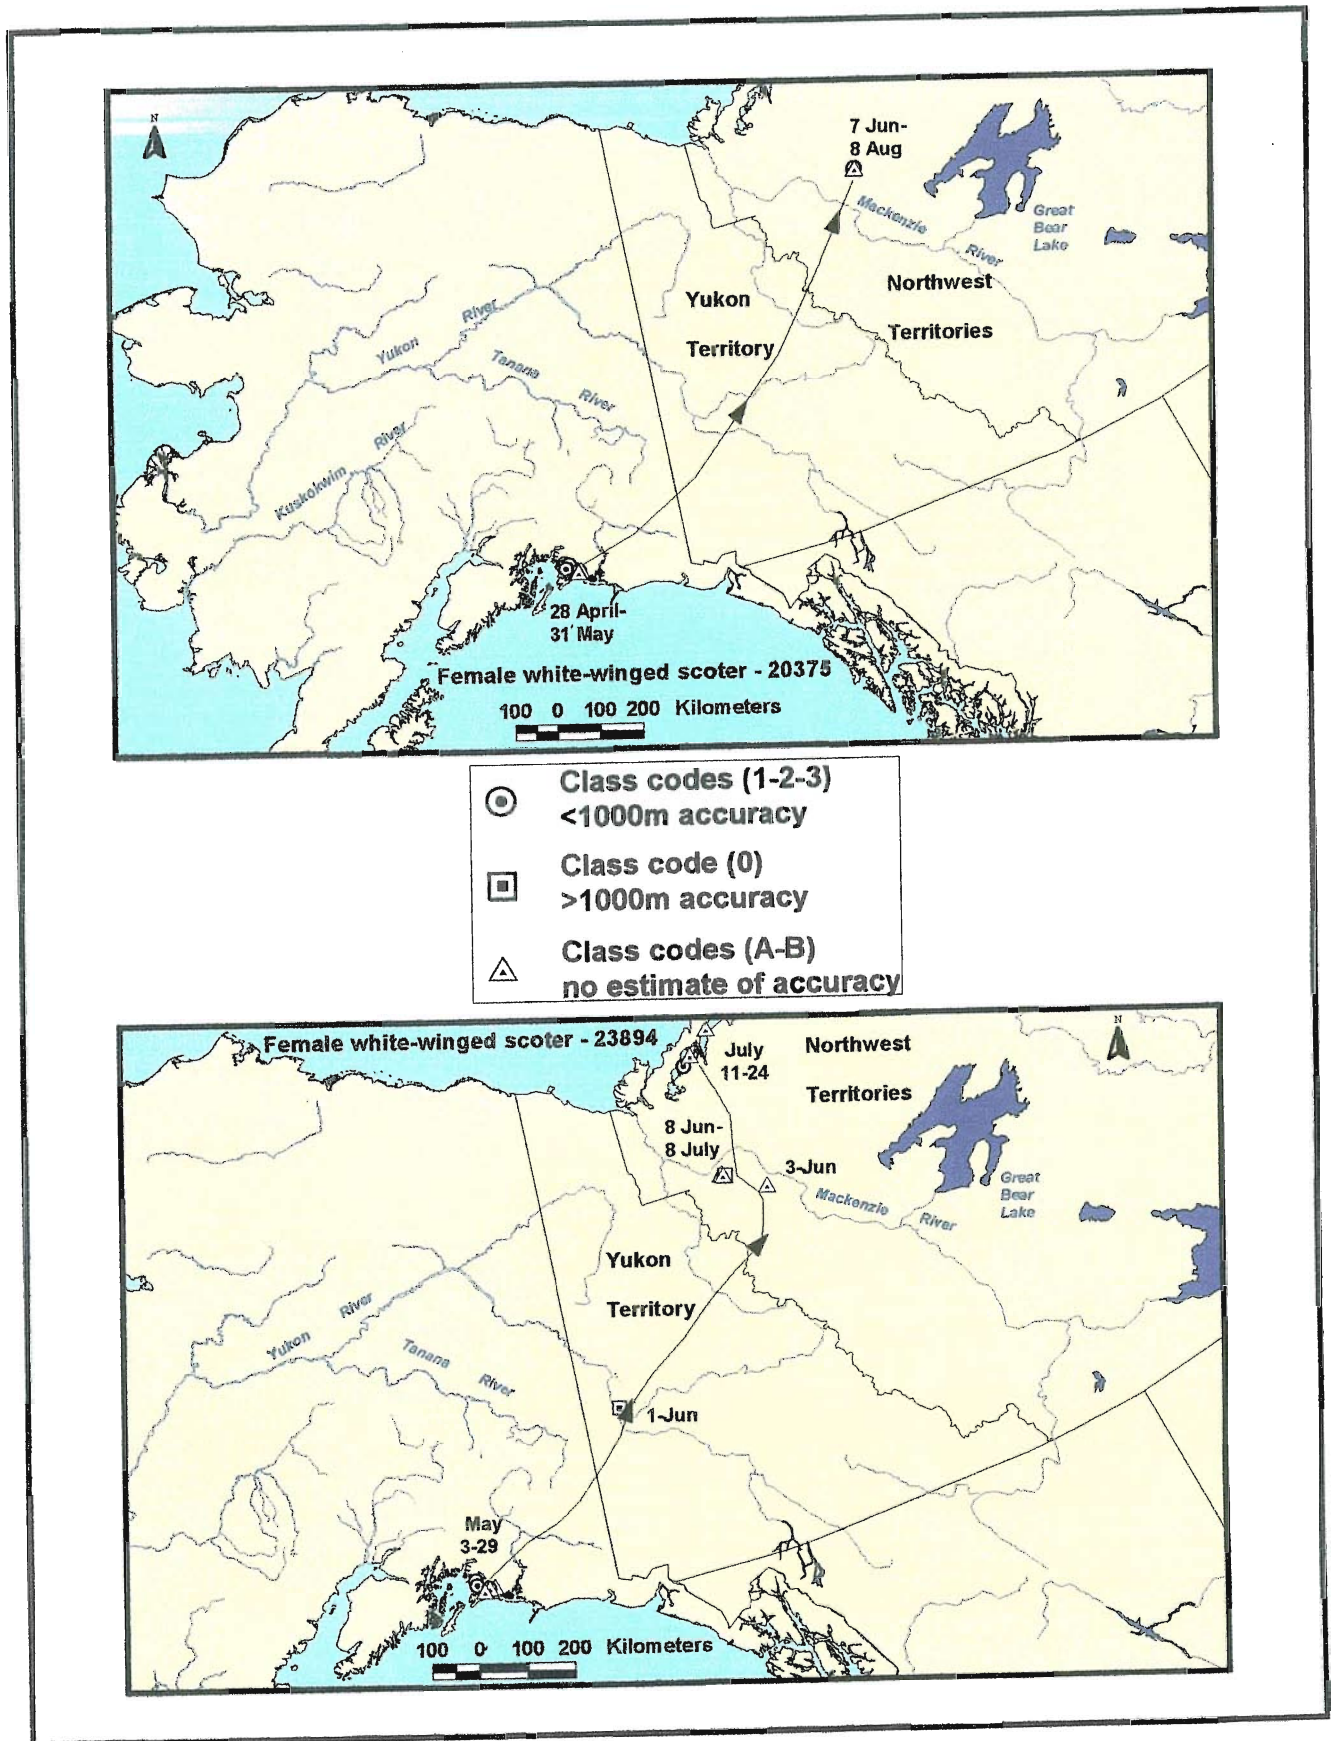 N
7 Jun-
8 Aug
Great
Bear
Lake
Mackenzie
River
Northwest
Territories
Yukon
Territory
Yukon
River
Tanana
River
Kuskokwim
River
28 April-
31 May
Female white-winged scoter - 20375
100 0 100 200 Kilometers
Class codes (1-2-3)
<1000m accuracy
Class code (0)
>1000m accuracy
Class codes (A-B)
no estimate of accuracy
Female white-winged scoter - 23894
N
July
11-24
Northwest
Territories
8 Jun-
8 July
3-Jun
Great
Bear
Lake
Mackenzie
River
Yukon
Territory
Yukon
River
Tanana
River
1-Jun
May
3-29
100 0 100 200 Kilometers